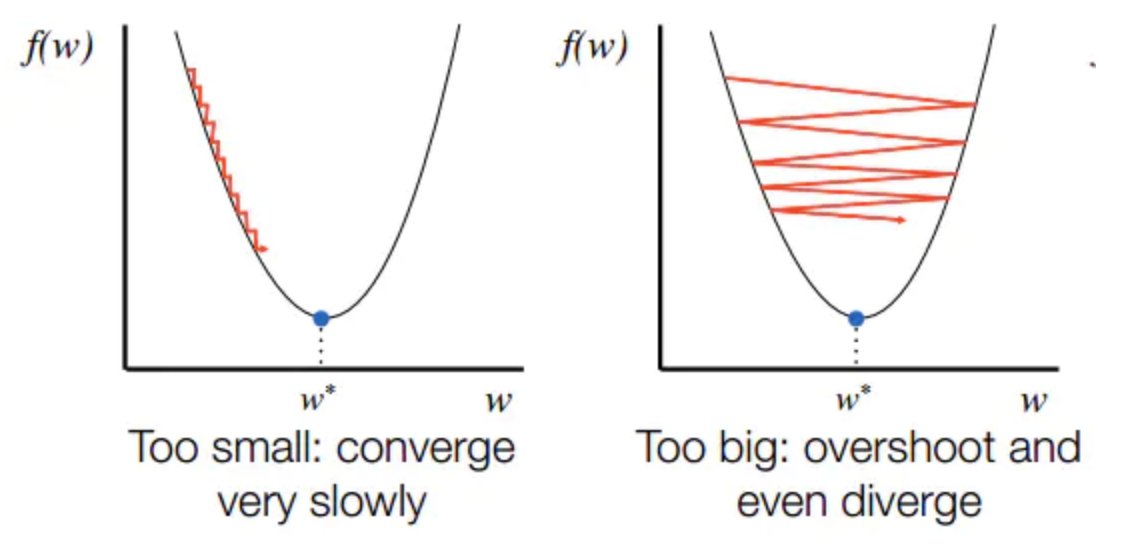 f(w)
w*
w
Too small: converge
very slowly
f(w)
w*
w
Too big: overshoot and
even diverge